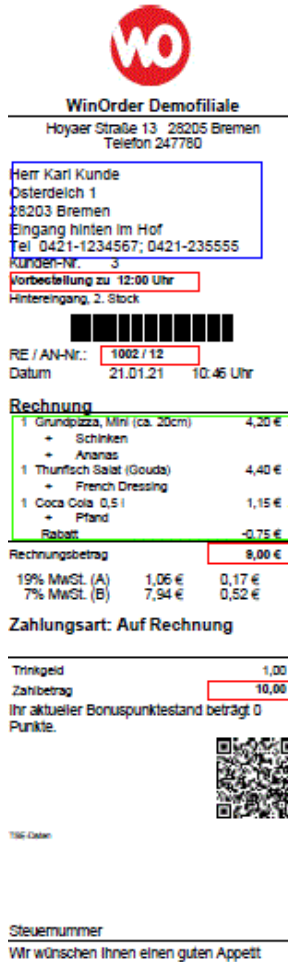 WO
WinOrder Demofiliale
Hoyaer Straße 13 28205 Bremen
Telefon 247780
Herr Karl Kunde
Osterdeich 1
28203 Bremen
Eingang hinten im Hof
Tel 0421-1234567; 0421-235555
Kunden-Nr. 3
Vorbestellung zu 12:00 Uhr
Hintereingang, 2. Stock
RE / AN-Nr.: 1002 / 12
Datum 21.01.21 10:46 Uhr
Rechnung
1 Grundpizza, Mini (ca. 20cm) 4,20 €
+ Schinken
+ Ananas
1 Thunfisch Salat (Gouda) 4,40 €
+ French Dressing
1 Coca Cola 0,5 l 1,15 €
+ Pfand
Rabatt -0,75 €
Rechnungsbetrag 9,00 €
19% MwSt. (A) 1,06 € 0,17 €
7% MwSt. (B) 7,94 € 0,52 €
Zahlungsart: Auf Rechnung
Trinkgeld 1,00
Zahlbetrag 10,00
Ihr aktueller Bonuspunktestand beträgt 0
Punkte.
TSE-Daten
Steuernummer
Wir wünschen Ihnen einen guten Appetit